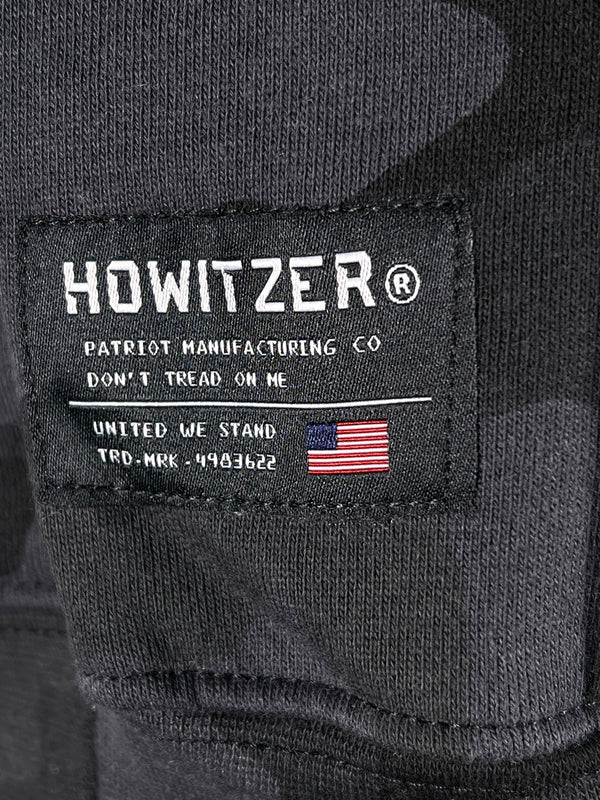 HOWITZER®
PATRIOT MANUFACTURING CO
DON'T TREAD ON ME
UNITED WE STAND
TRD-MRK-4983622